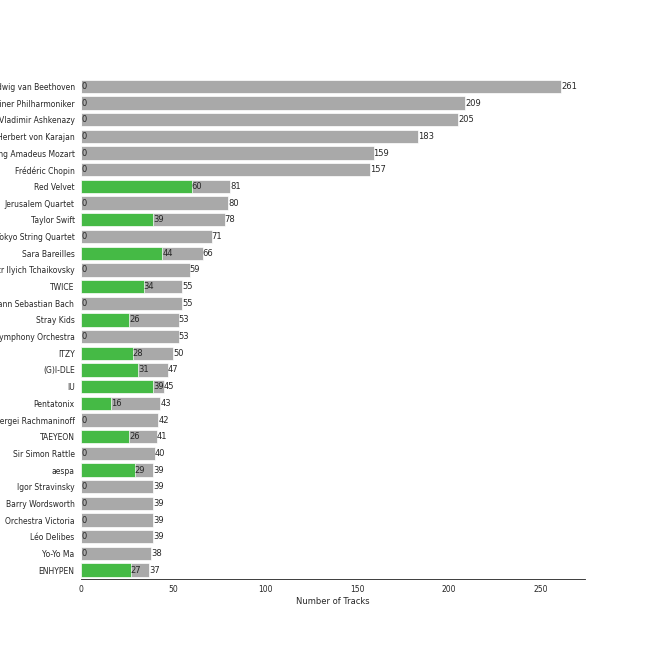 dwig van Beethoven 0 261
iner Philharmoniker 0 209
Vladimir Ashkenazy 0 205
Herbert von Karajan 0 183
ng Amadeus Mozart 0 159
Frédéric Chopin 0 157
Red Velvet 60 81
Jerusalem Quartet 0 80
Taylor Swift 39 78
Tokyo String Quartet 0 71
Sara Bareilles 44 66
tr Ilyich Tchaikovsky 0 59
TWICE 34 55
ann Sebastian Bach 0 55
Stray Kids 26 53
ymphony Orchestra 0 53
ITZY 28 50
(G)I-DLE 31 47
IU 39 45
Pentatonix 16 43
ergei Rachmaninoff 0 42
TAEYEON 26 41
Sir Simon Rattle 0 40
aespa 29 39
Igor Stravinsky 0 39
Barry Wordsworth 0 39
Orchestra Victoria 0 39
Léo Delibes 0 39
Yo-Yo Ma 0 38
ENHYPEN 27 37
0 50 100 150 200 250
Number of Tracks